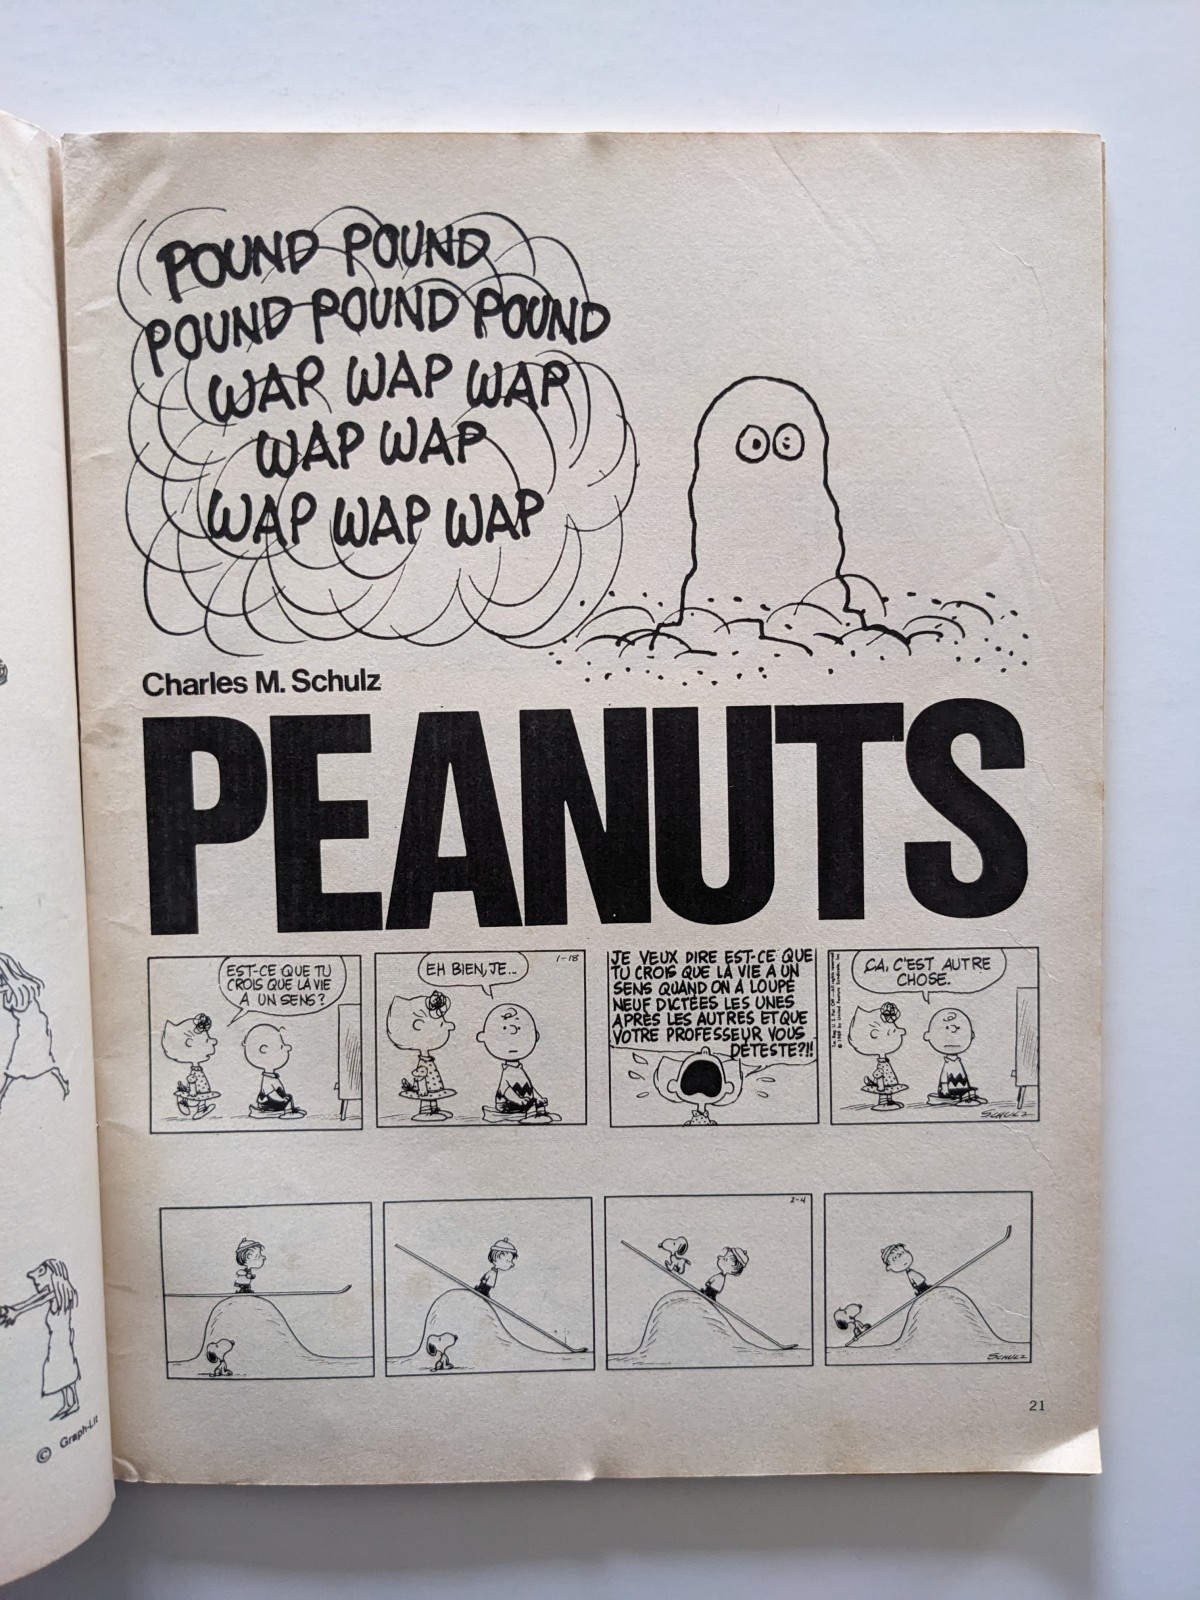 POUND POUND
POUND POUND POUND
WAP WAP WAP
WAP WAP
WAP WAP WAP
Charles M. Schulz
PEANUTS
EST-CE QUE TU
CROIS QUE LA VIE
A UN SENS?
EH BIEN, JE...
1-18
JE VEUX DIRE EST-CE QUE
TU CROIS QUE LA VIE A UN
SENS QUAND ON A LOUPÉ
NEUF DICTÉES LES UNES
APRÈS LES AUTRES ET QUE
VOTRE PROFESSEUR VOUS
DÉTESTE?!!
ÇA, C'EST AUTRE
CHOSE.
SCHULZ
2-4
SCHULZ
21
© Graph-Lit